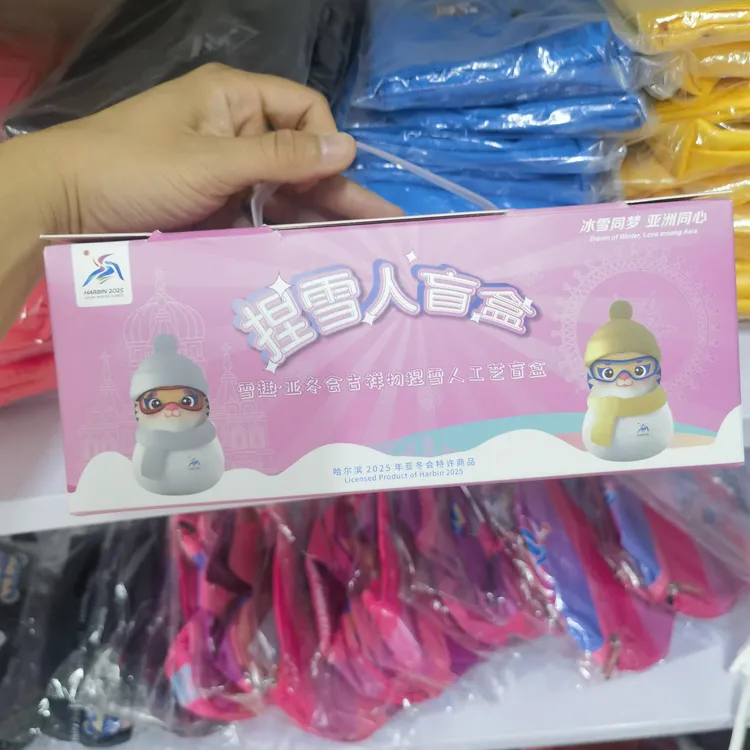 冰雪同梦 亚洲同心
Dream of Winter, Love among Asia
HARBIN 2025
捏雪人盲盒
雪趣·亚冬会吉祥物捏雪人工艺盲盒
哈尔滨 2025 年亚冬会特许商品
Licensed Product of Harbin 2025